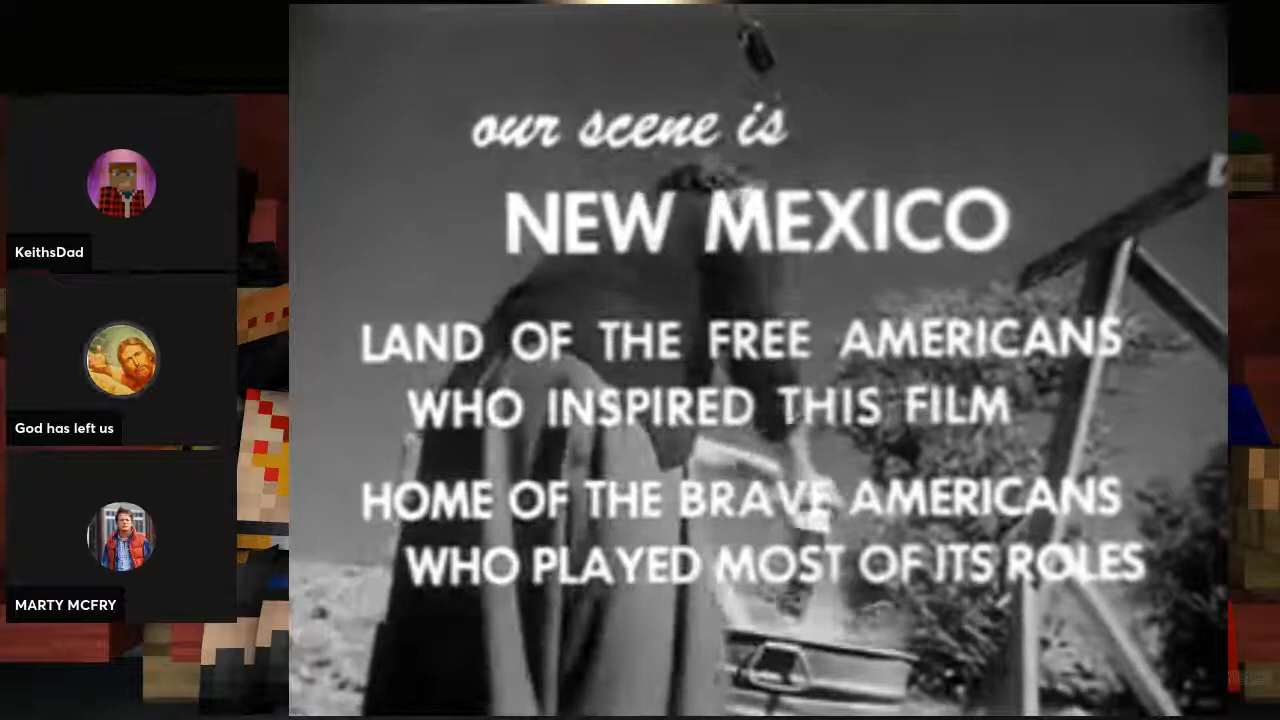 our scene is
NEW MEXICO
LAND OF THE FREE AMERICANS
WHO INSPIRED THIS FILM
HOME OF THE BRAVE AMERICANS
WHO PLAYED MOST OF ITS ROLES
KeithsDad
God has left us
MARTY MCFRY